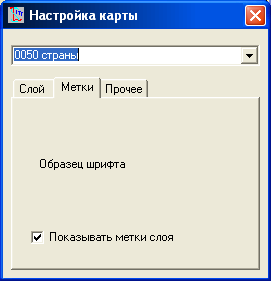 Настройка карты
0050 страны
Слой Метки Прочее
Образец шрифта
Показывать метки слоя